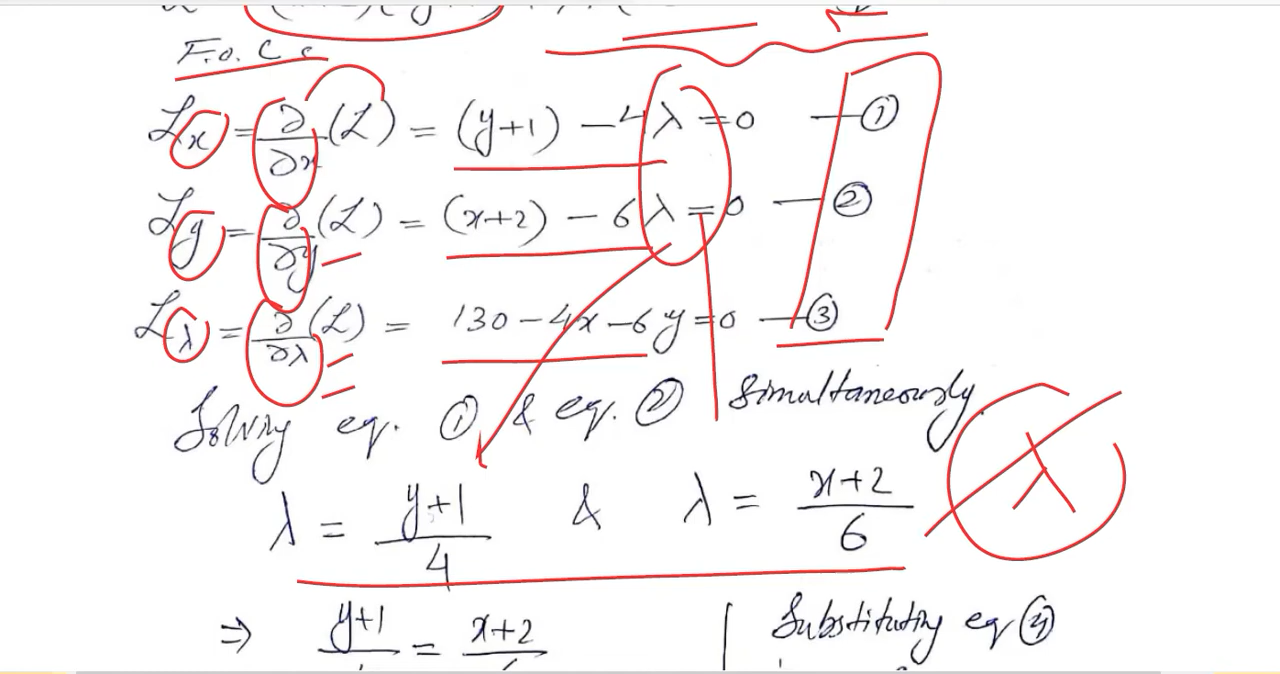 F.O.C.s
ℒx = ∂/∂x (ℒ) = (y+1) − 4λ = 0 — ①
ℒy = ∂/∂y (ℒ) = (x+2) − 6λ = 0 — ②
ℒλ = ∂/∂λ (ℒ) = 130 − 4x − 6y = 0 — ③
Solving eq. ① & eq. ② Simultaneously.
λ = y+1/4 & λ = x+2/6
λ
⇒ y+1/ = x+2/
Substituting eq ④